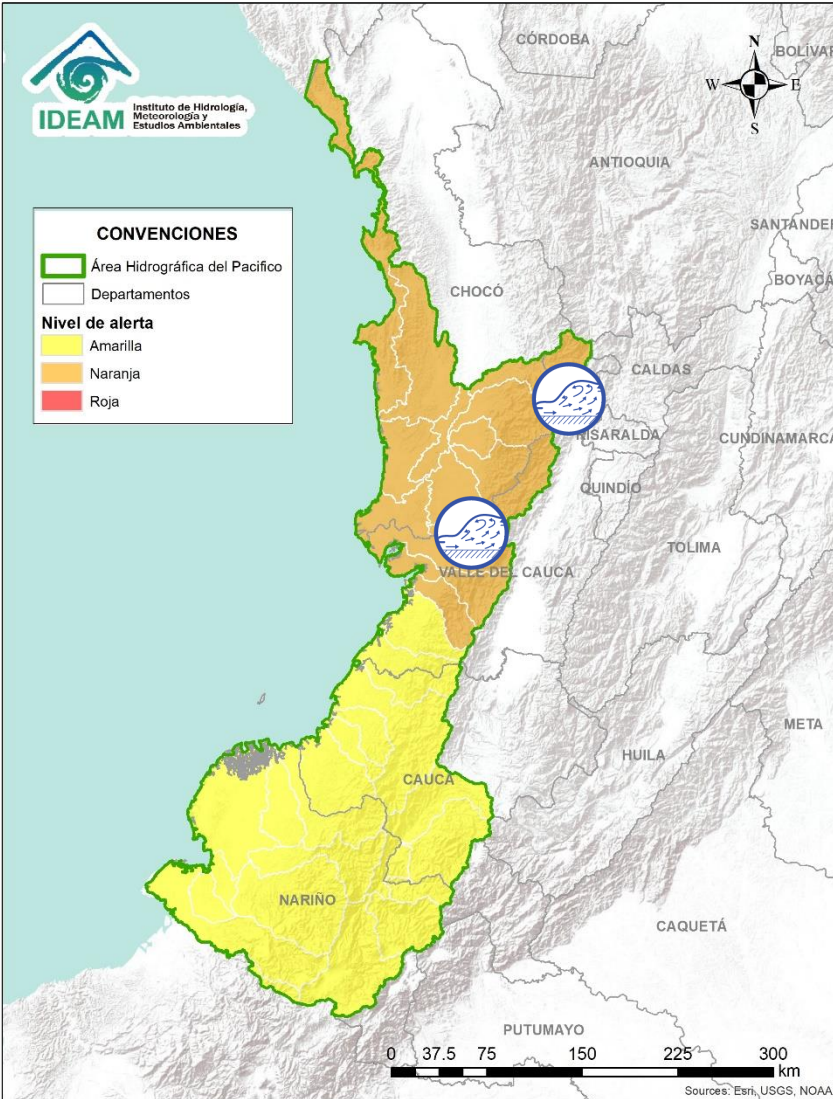 IDEAM
Instituto de Hidrología,
Meteorología y
Estudios Ambientales
CÓRDOBA
BOLÍVAR
N
W
E
S
ANTIOQUIA
SANTANDER
BOYACÁ
CONVENCIONES
Área Hidrográfica del Pacifico
Departamentos
Nivel de alerta
Amarilla
Naranja
Roja
CHOCÓ
CALDAS
RISARALDA
CUNDINAMARCA
QUINDÍO
TOLIMA
VALLE DEL CAUCA
META
HUILA
CAUCA
NARIÑO
CAQUETÁ
PUTUMAYO
0 37.5 75 150 225 300
km
Sources: Esri, USGS, NOAA